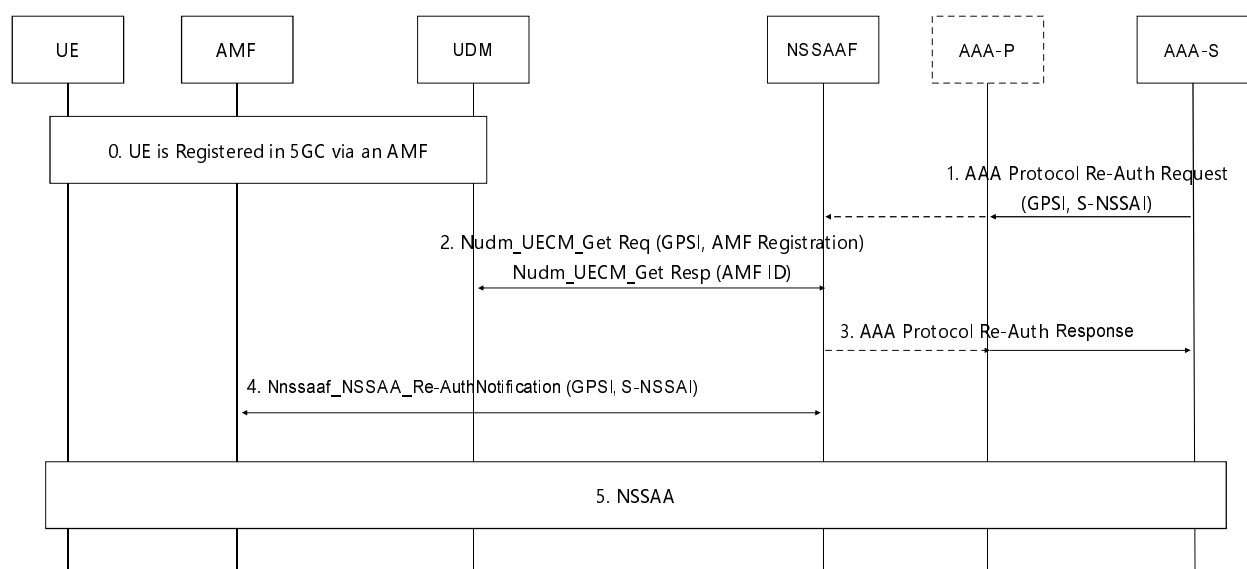 UE
AMF
UDM
NSSAAF
AAA-P
AAA-S
0. UE is Registered in 5GC via an AMF
1. AAA Protocol Re-Auth Request
(GPSI, S-NSSAI)
2. Nudm_UECM_Get Req (GPSI, AMF Registration)
Nudm_UECM_Get Resp (AMF ID)
3. AAA Protocol Re-Auth Response
4. Nnssaaf_NSSAA_Re-AuthNotification (GPSI, S-NSSAI)
5. NSSAA